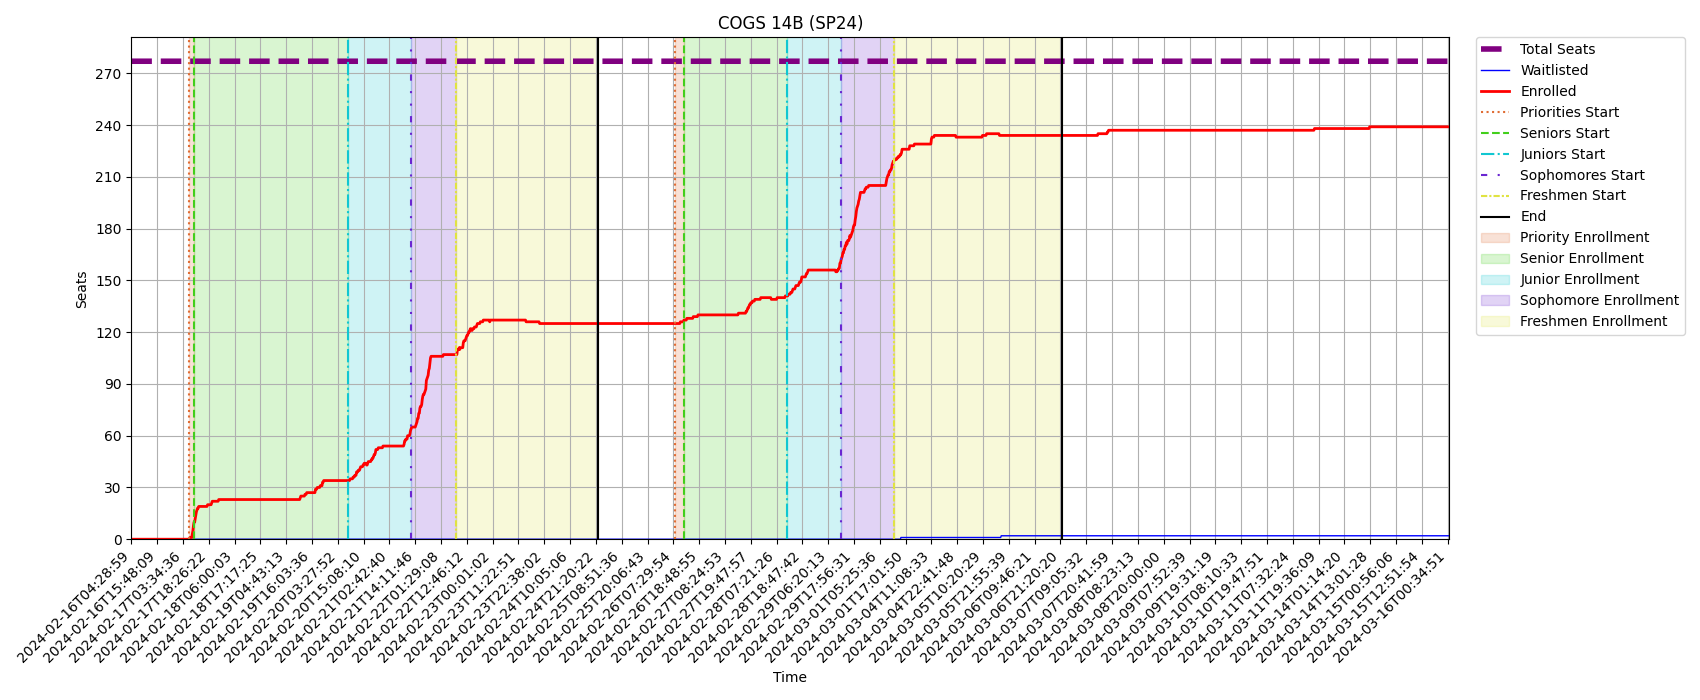 COGS 14B (SP24)
Seats
270
240
210
180
150
120
90
60
30
0
2024-02-16T04:28:59
2024-02-16T15:48:09
2024-02-17T03:34:36
2024-02-17T18:26:22
2024-02-18T06:00:03
2024-02-18T17:17:25
2024-02-19T04:43:13
2024-02-19T16:03:36
2024-02-20T03:27:52
2024-02-20T15:08:10
2024-02-21T02:42:40
2024-02-21T14:11:46
2024-02-22T01:29:08
2024-02-22T12:46:12
2024-02-23T00:01:02
2024-02-23T11:22:51
2024-02-23T22:38:02
2024-02-24T10:05:06
2024-02-24T21:20:22
2024-02-25T08:51:36
2024-02-25T20:06:43
2024-02-26T07:29:54
2024-02-26T18:48:55
2024-02-27T08:24:53
2024-02-27T19:47:57
2024-02-28T07:21:26
2024-02-28T18:47:42
2024-02-29T06:20:13
2024-02-29T17:56:31
2024-03-01T05:25:36
2024-03-01T17:01:50
2024-03-04T11:08:33
2024-03-04T22:41:48
2024-03-05T10:20:29
2024-03-05T21:55:39
2024-03-06T09:46:21
2024-03-06T21:20:20
2024-03-07T09:05:32
2024-03-07T20:41:59
2024-03-08T08:23:13
2024-03-08T20:00:00
2024-03-09T07:52:39
2024-03-09T19:31:19
2024-03-10T08:10:33
2024-03-10T19:47:51
2024-03-11T07:32:24
2024-03-11T19:36:09
2024-03-14T01:14:20
2024-03-14T13:01:28
2024-03-15T00:56:06
2024-03-15T12:51:54
2024-03-16T00:34:51
Time
Total Seats
Waitlisted
Enrolled
Priorities Start
Seniors Start
Juniors Start
Sophomores Start
Freshmen Start
End
Priority Enrollment
Senior Enrollment
Junior Enrollment
Sophomore Enrollment
Freshmen Enrollment